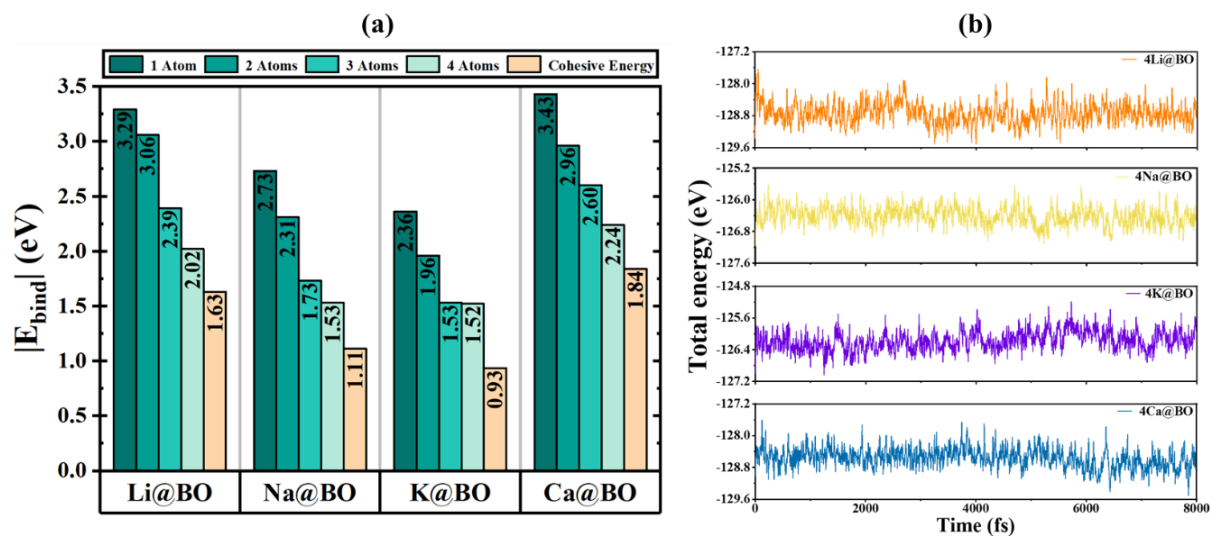 (a)
1 Atom 2 Atoms 3 Atoms 4 Atoms Cohesive Energy
|E_bind| (eV)
3.5
3.0
2.5
2.0
1.5
1.0
0.5
0.0
3.29 3.06 2.39 2.02 1.63
2.73 2.31 1.73 1.53 1.11
2.36 1.96 1.53 1.52 0.93
3.43 2.96 2.60 2.24 1.84
Li@BO Na@BO K@BO Ca@BO
(b)
Total energy (eV)
-127.2
-128.0
-128.8
-129.6
4Li@BO
-125.2
-126.0
-126.8
-127.6
4Na@BO
-124.8
-125.6
-126.4
-127.2
4K@BO
-127.2
-128.0
-128.8
-129.6
4Ca@BO
0 2000 4000 6000 8000
Time (fs)